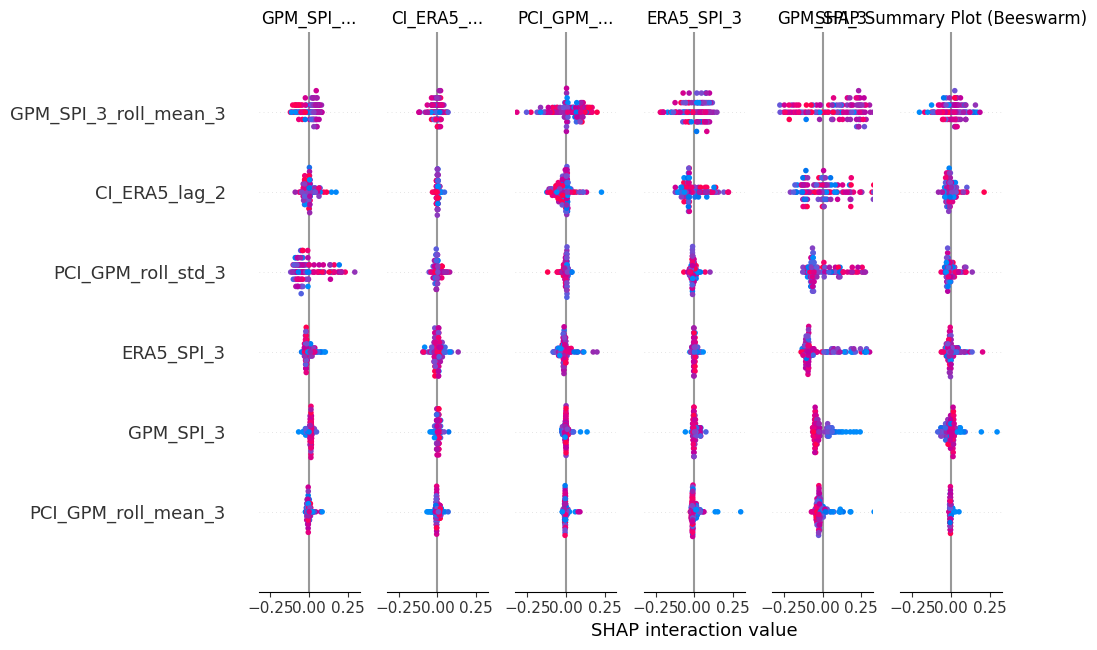 GPM_SPI_...
CI_ERA5_...
PCI_GPM_...
ERA5_SPI_3
GPM_SPI_3
SHAP Summary Plot (Beeswarm)
GPM_SPI_3_roll_mean_3
CI_ERA5_lag_2
PCI_GPM_roll_std_3
ERA5_SPI_3
GPM_SPI_3
PCI_GPM_roll_mean_3
−0.25 0.00 0.25 −0.25 0.00 0.25 −0.25 0.00 0.25 −0.25 0.00 0.25 −0.25 0.00 0.25 −0.25 0.00 0.25
SHAP interaction value